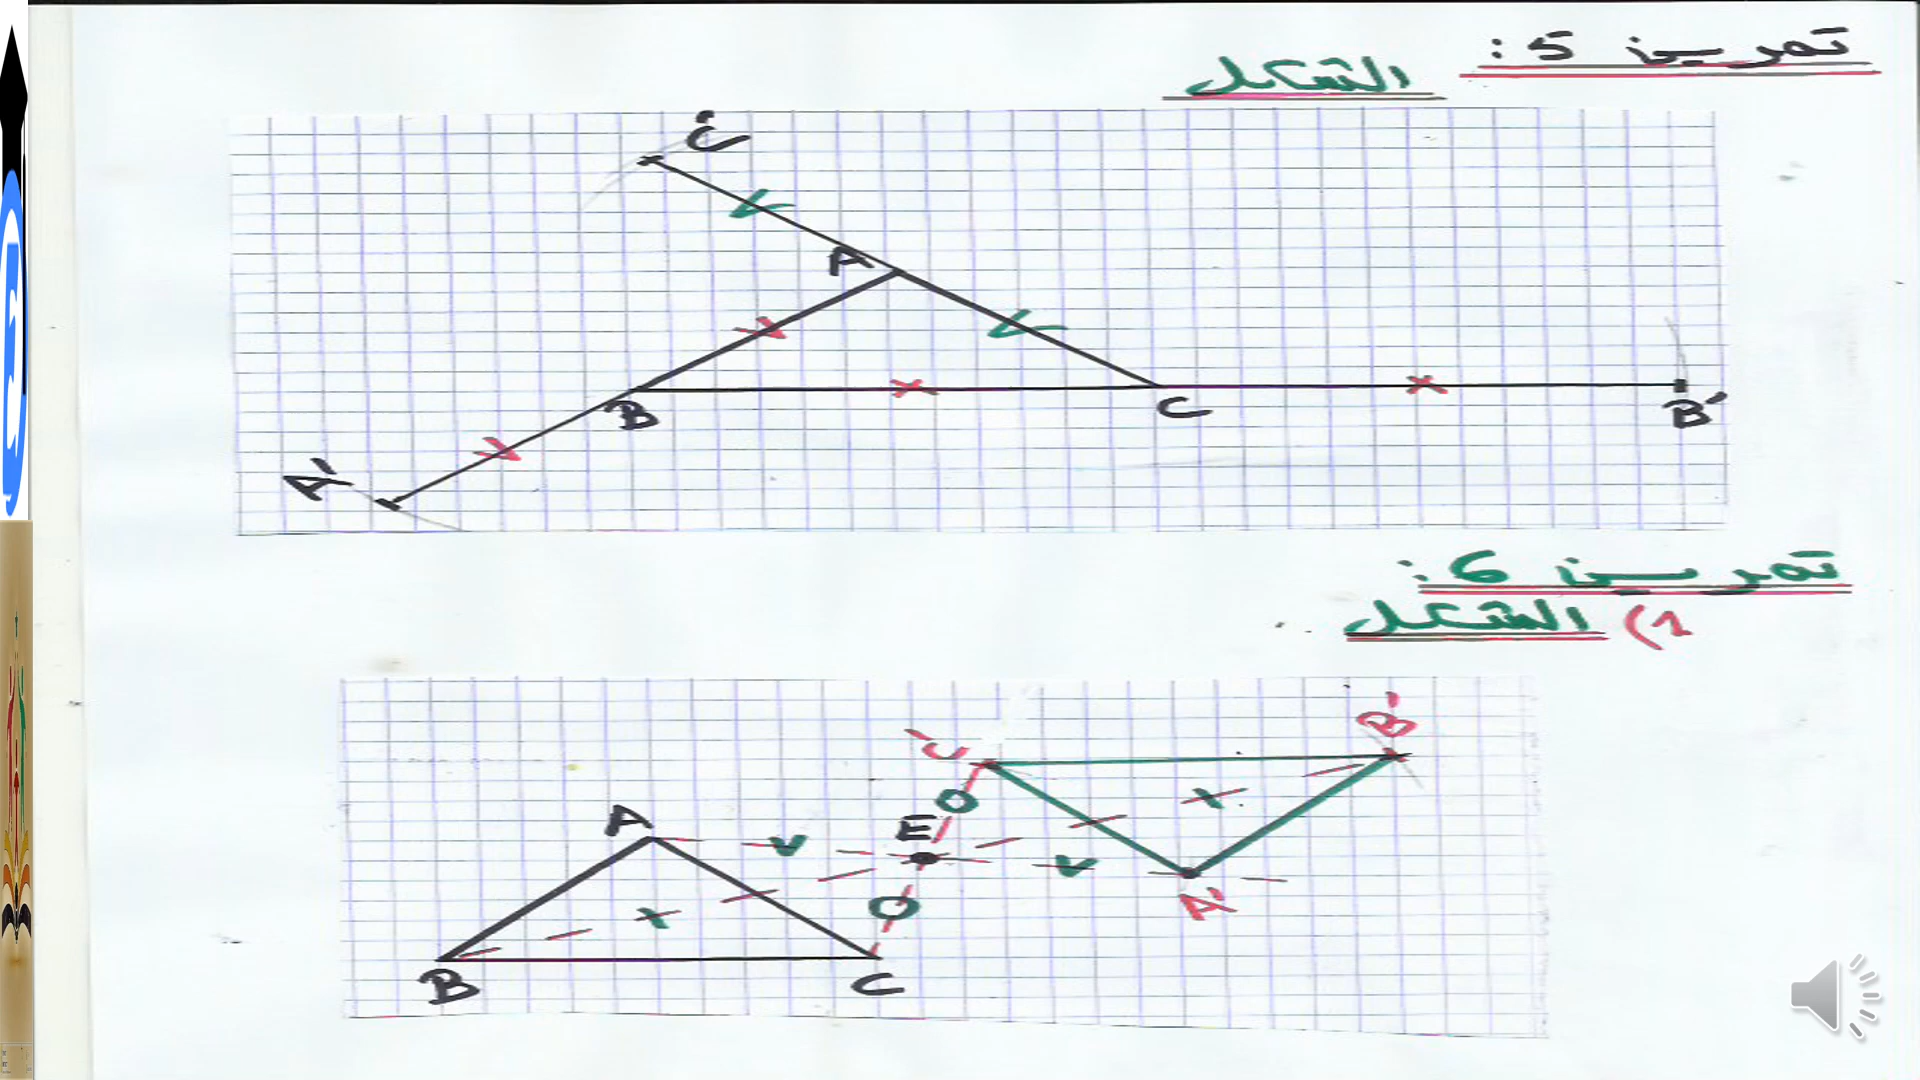 تمرين 5 :
الشكل
C'
A
B
C
B'
A'
تمرين 6 :
1) الشكل
B'
C'
A
E
A'
B
C